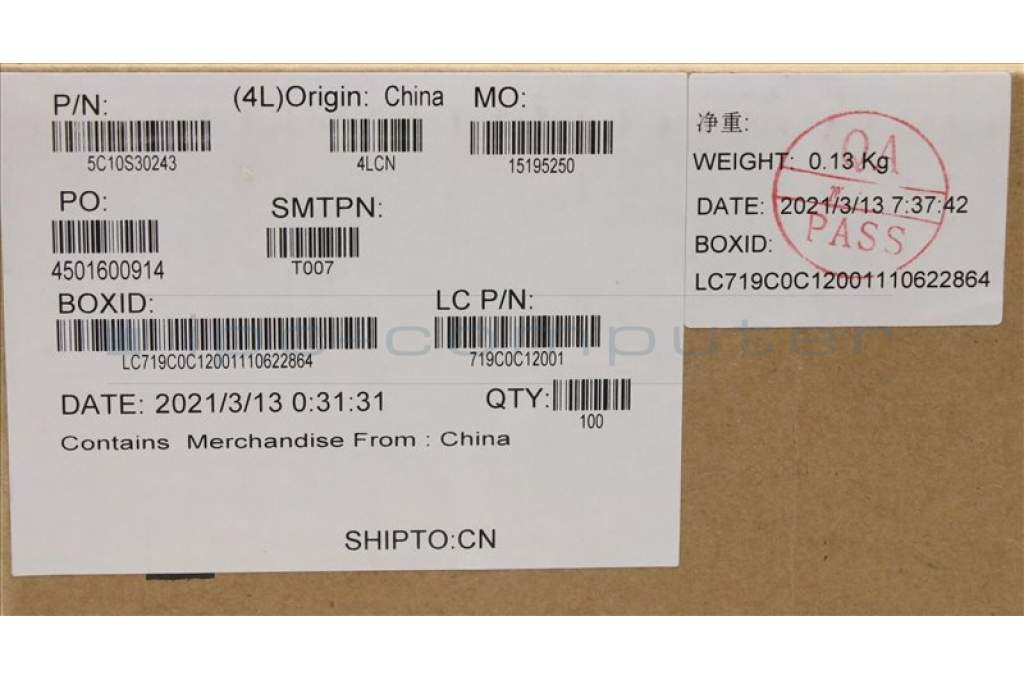 P/N: (4L)Origin: China MO:
5C10S30243 4LCN 15195250
PO: SMTPN:
4501600914 T007
BOXID: LC P/N:
LC719C0C12001110622864 719C0C12001
DATE: 2021/3/13 0:31:31 QTY: 100
Contains Merchandise From : China
SHIPTO:CN
净重:
WEIGHT: 0.13 Kg
DATE: 2021/3/13 7:37:42
BOXID:
LC719C0C12001110622864
QA
PASS